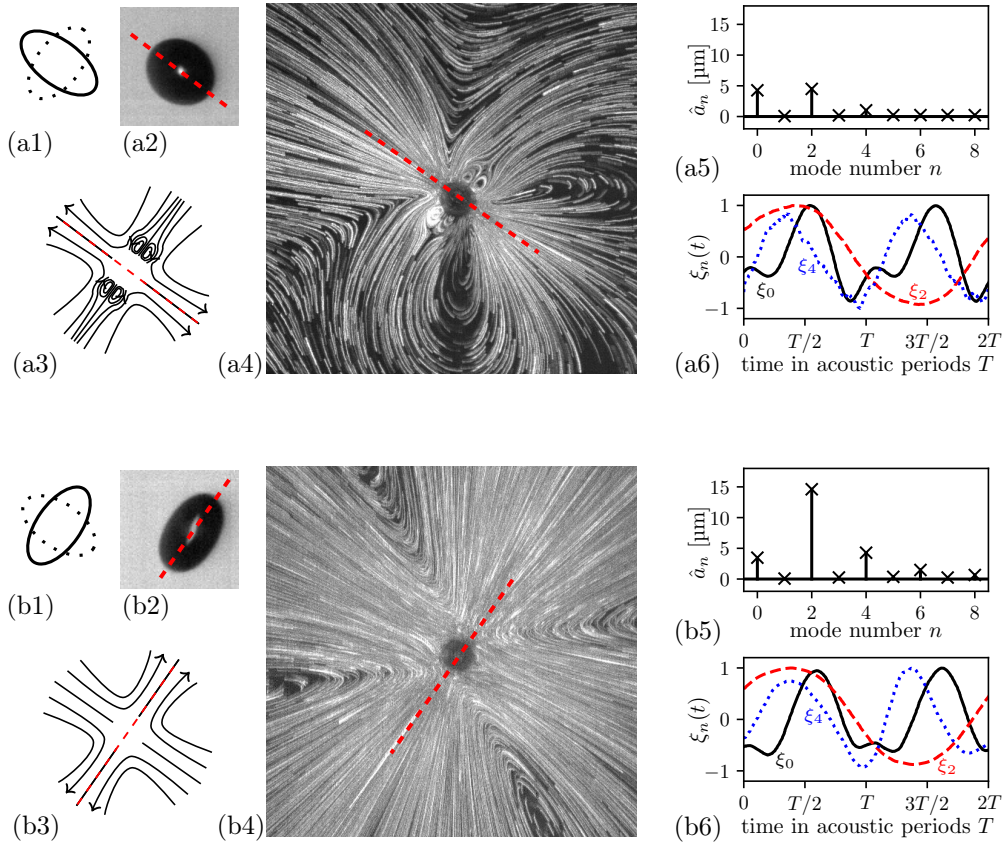 (a1)
(a2)
(a3)
(a4)
15
10
5
0
â_n [µm]
0 2 4 6 8
mode number n
(a5)
1
0
−1
ξ_n(t)
ξ_0
ξ_4
ξ_2
0 T/2 T 3T/2 2T
time in acoustic periods T
(a6)
(b1)
(b2)
(b3)
(b4)
15
10
5
0
â_n [µm]
0 2 4 6 8
mode number n
(b5)
1
0
−1
ξ_n(t)
ξ_0
ξ_4
ξ_2
0 T/2 T 3T/2 2T
time in acoustic periods T
(b6)